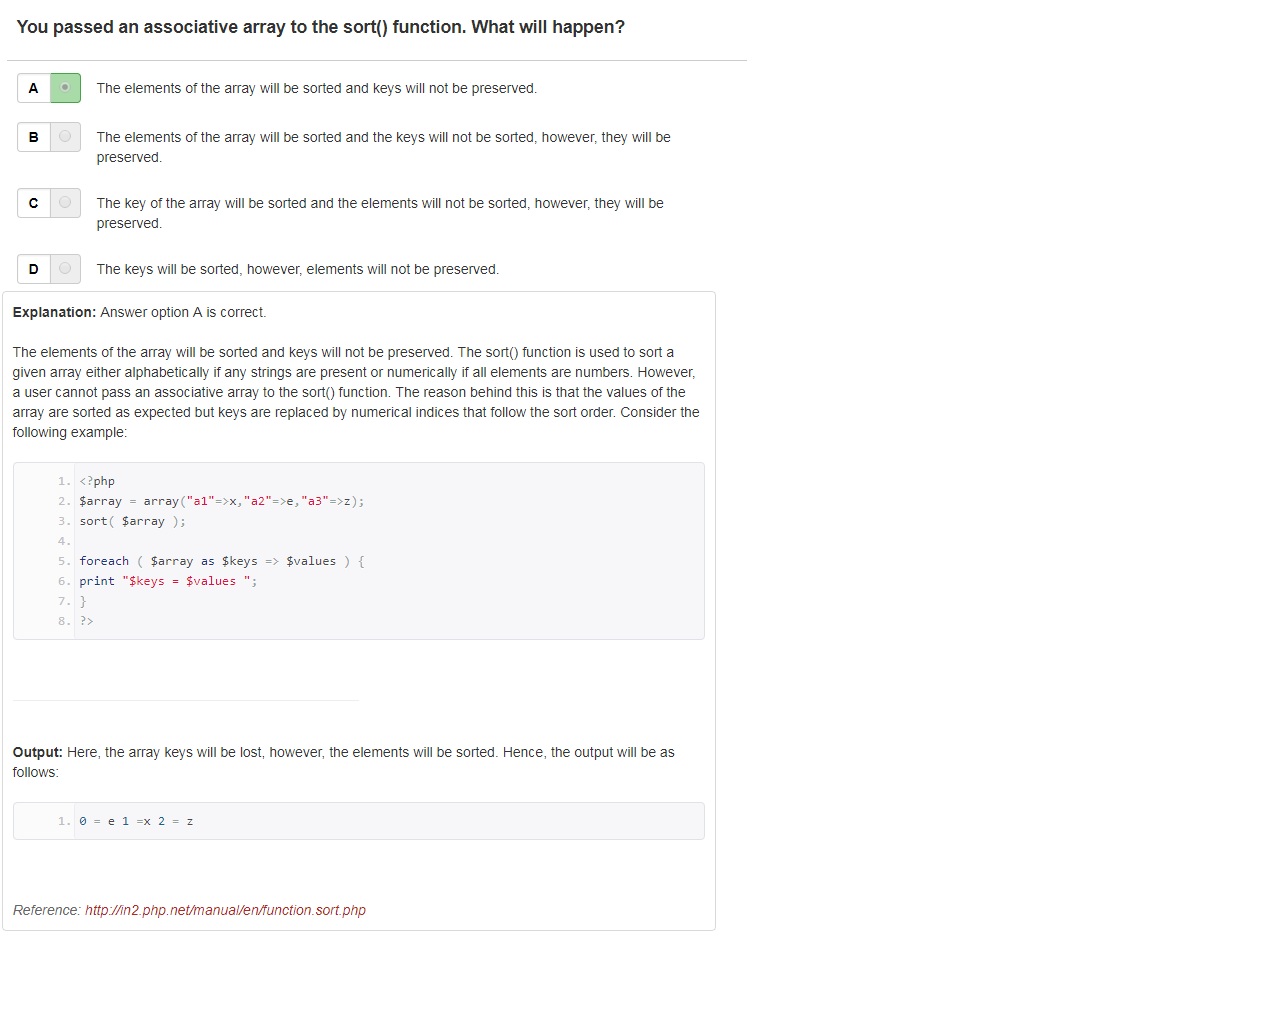 You passed an associative array to the sort() function. What will happen?
A The elements of the array will be sorted and keys will not be preserved.
B The elements of the array will be sorted and the keys will not be sorted, however, they will be
preserved.
C The key of the array will be sorted and the elements will not be sorted, however, they will be
preserved.
D The keys will be sorted, however, elements will not be preserved.
Explanation: Answer option A is correct.
The elements of the array will be sorted and keys will not be preserved. The sort() function is used to sort a
given array either alphabetically if any strings are present or numerically if all elements are numbers. However,
a user cannot pass an associative array to the sort() function. The reason behind this is that the values of the
array are sorted as expected but keys are replaced by numerical indices that follow the sort order. Consider the
following example:
1. <?php
2. $array = array("a1"=>x,"a2"=>e,"a3"=>z);
3. sort( $array );
4.
5. foreach ( $array as $keys => $values ) {
6. print "$keys = $values ";
7. }
8. ?>
Output: Here, the array keys will be lost, however, the elements will be sorted. Hence, the output will be as
follows:
1. 0 = e 1 =x 2 = z
Reference: http://in2.php.net/manual/en/function.sort.php